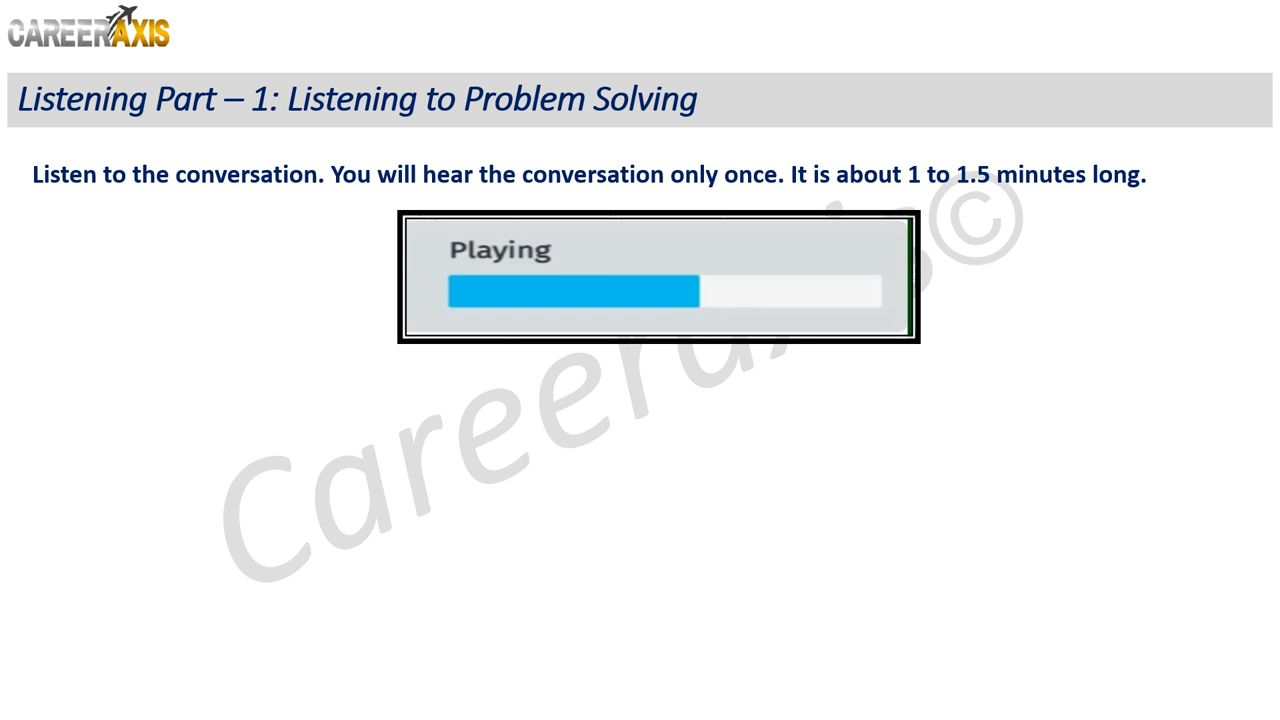 CAREERAXIS
Listening Part – 1: Listening to Problem Solving
Listen to the conversation. You will hear the conversation only once. It is about 1 to 1.5 minutes long.
Playing
Careeraxis©